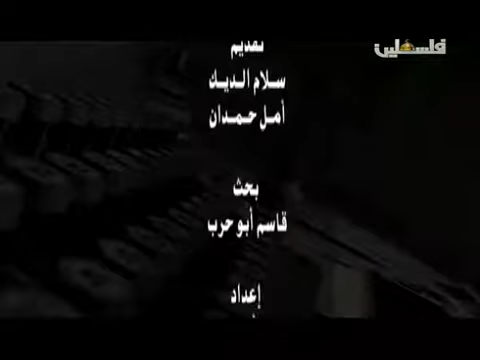 فلسطين
تقديم
سلام الديك
أمل حمدان
بحث
قاسم أبو حرب
إعداد